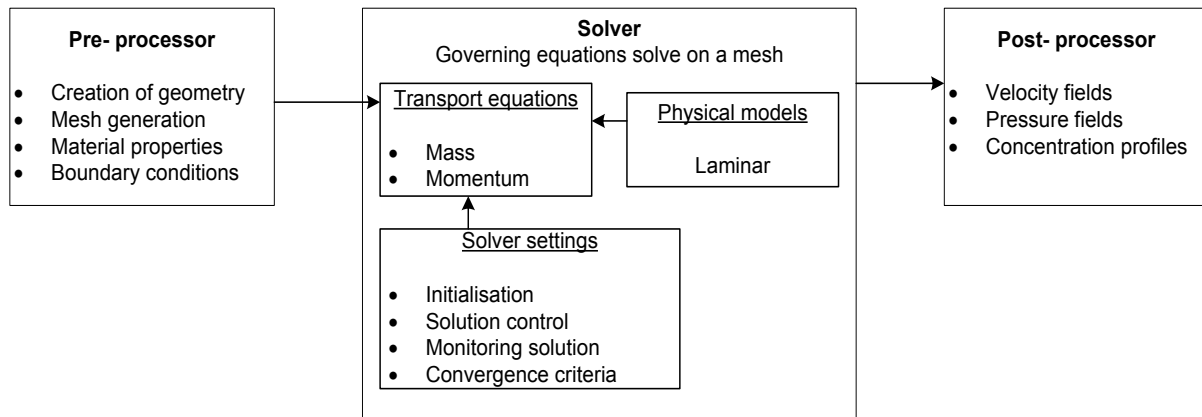 Pre- processor
• Creation of geometry
• Mesh generation
• Material properties
• Boundary conditions
Solver
Governing equations solve on a mesh
Transport equations
• Mass
• Momentum
Physical models
Laminar
Solver settings
• Initialisation
• Solution control
• Monitoring solution
• Convergence criteria
Post- processor
• Velocity fields
• Pressure fields
• Concentration profiles